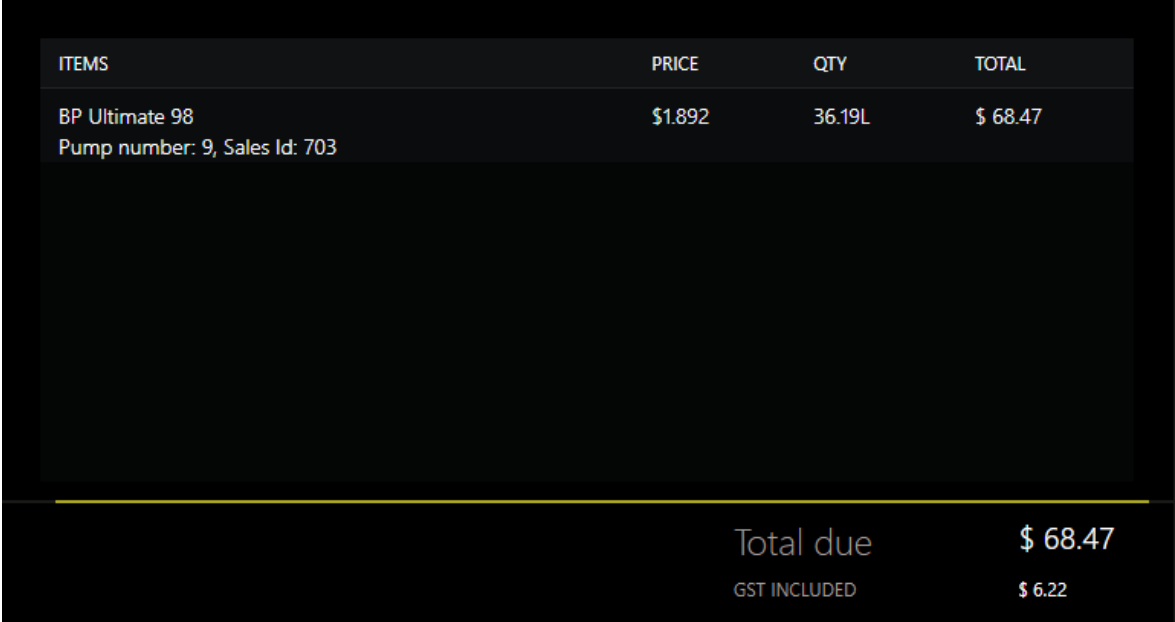 ITEMS PRICE QTY TOTAL
BP Ultimate 98 $1.892 36.19L $ 68.47
Pump number: 9, Sales Id: 703
Total due $ 68.47
GST INCLUDED $ 6.22